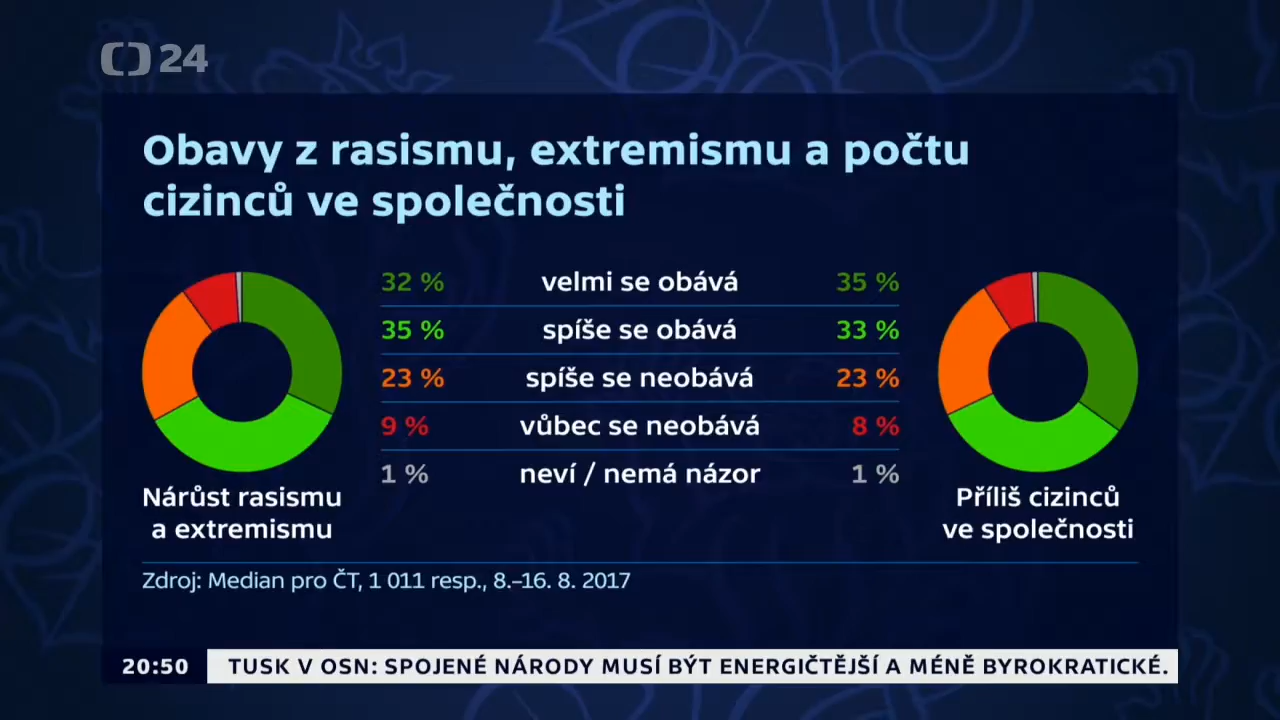 24
Obavy z rasismu, extremismu a počtu
cizinců ve společnosti
32 % velmi se obává 35 %
35 % spíše se obává 33 %
23 % spíše se neobává 23 %
9 % vůbec se neobává 8 %
1 % neví / nemá názor 1 %
Nárůst rasismu
a extremismu
Příliš cizinců
ve společnosti
Zdroj: Median pro ČT, 1 011 resp., 8.–16. 8. 2017
20:50 TUSK V OSN: SPOJENÉ NÁRODY MUSÍ BÝT ENERGIČTĚJŠÍ A MÉNĚ BYROKRATICKÉ.